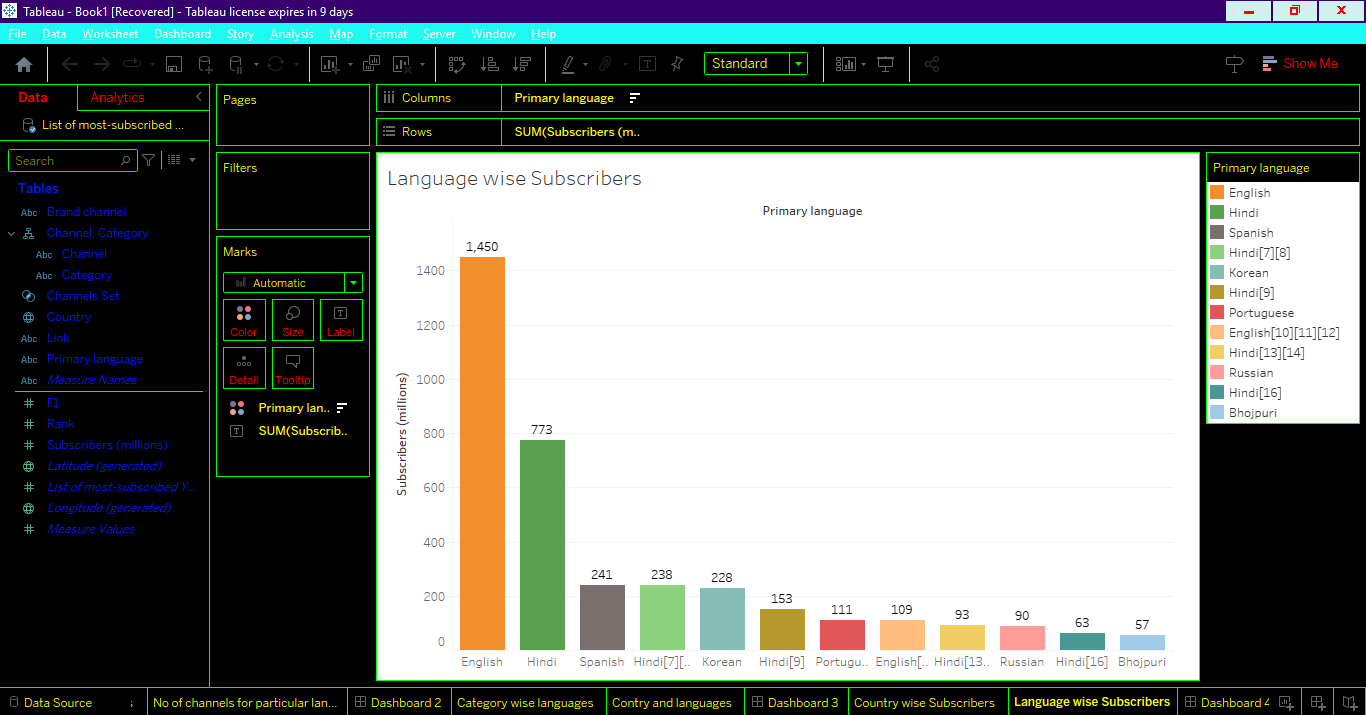 Tableau - Book1 [Recovered] - Tableau license expires in 9 days
File Data Worksheet Dashboard Story Analysis Map Format Server Window Help
Standard
Show Me
Data Analytics
List of most-subscribed ...
Search
Tables
Abc Brand channel
Channel, Category
Abc Channel
Abc Category
Channels Set
Country
Abc Link
Abc Primary language
Abc Measure Names
F1
Rank
Subscribers (millions)
Latitude (generated)
List of most-subscribed Y...
Longitude (generated)
Measure Values
Pages
Filters
Marks
Automatic
Color Size Label
Detail Tooltip
Primary lan..
SUM(Subscrib..
Columns Primary language
Rows SUM(Subscribers (m..
Language wise Subscribers
Primary language
Subscribers (millions)
1400
1200
1000
800
600
400
200
0
1,450 773 241 238 228 153 111 109 93 90 63 57
English Hindi Spanish Hindi[7][.. Korean Hindi[9] Portugu.. English[.. Hindi[13.. Russian Hindi[16] Bhojpuri
Primary language
English
Hindi
Spanish
Hindi[7][8]
Korean
Hindi[9]
Portuguese
English[10][11][12]
Hindi[13][14]
Russian
Hindi[16]
Bhojpuri
Data Source No of channels for particular lan... Dashboard 2 Category wise languages Contry and languages Dashboard 3 Country wise Subscribers Language wise Subscribers Dashboard 4